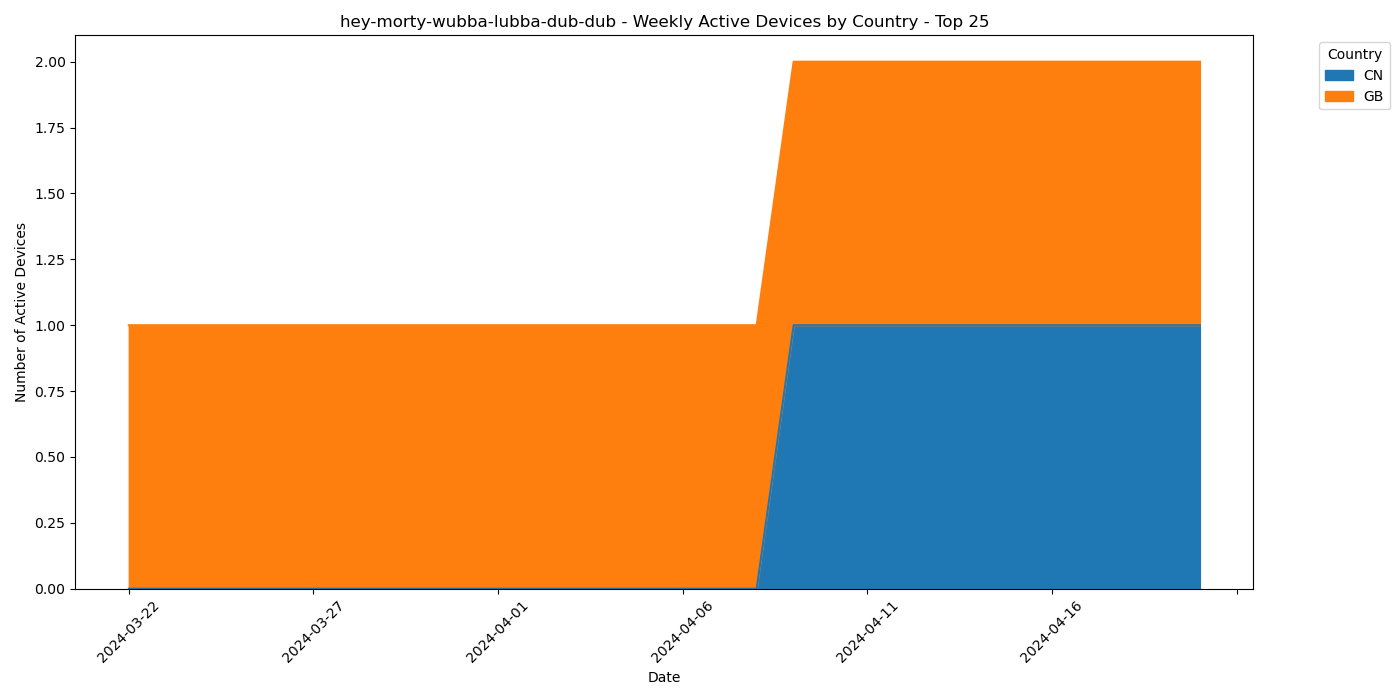 hey-morty-wubba-lubba-dub-dub - Weekly Active Devices by Country - Top 25
Country
CN
GB
Number of Active Devices
2.00
1.75
1.50
1.25
1.00
0.75
0.50
0.25
0.00
2024-03-22
2024-03-27
2024-04-01
2024-04-06
2024-04-11
2024-04-16
Date